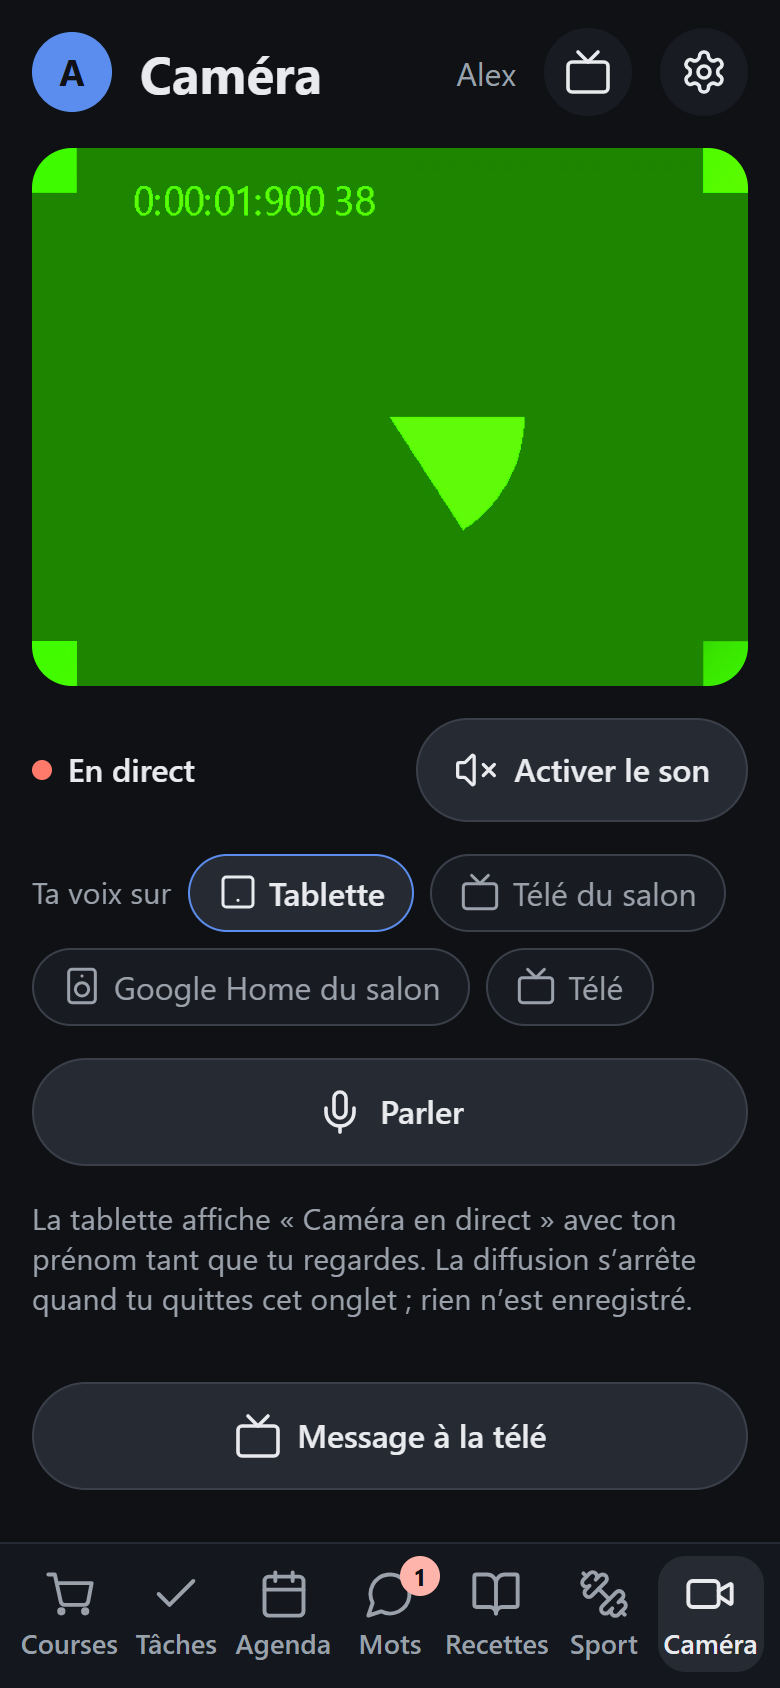 A
Caméra
Alex
0:00:01:900 38
En direct
Activer le son
Ta voix sur
Tablette
Télé du salon
Google Home du salon
Télé
Parler
La tablette affiche « Caméra en direct » avec ton
prénom tant que tu regardes. La diffusion s’arrête
quand tu quittes cet onglet ; rien n’est enregistré.
Message à la télé
1
Courses
Tâches
Agenda
Mots
Recettes
Sport
Caméra